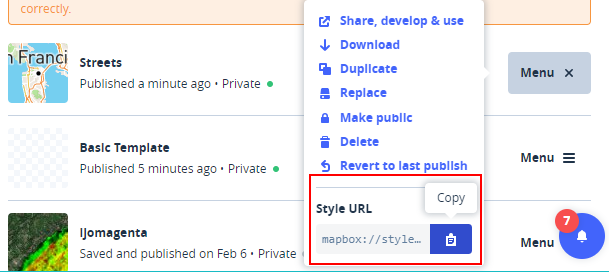 correctly.
n Franci
Streets
Published a minute ago • Private
Menu
Share, develop & use
Download
Duplicate
Replace
Make public
Delete
Revert to last publish
Style URL
Copy
mapbox://style…
Basic Template
Published 5 minutes ago • Private
Menu
ljomagenta
Saved and published on Feb 6 • Private
Menu
7